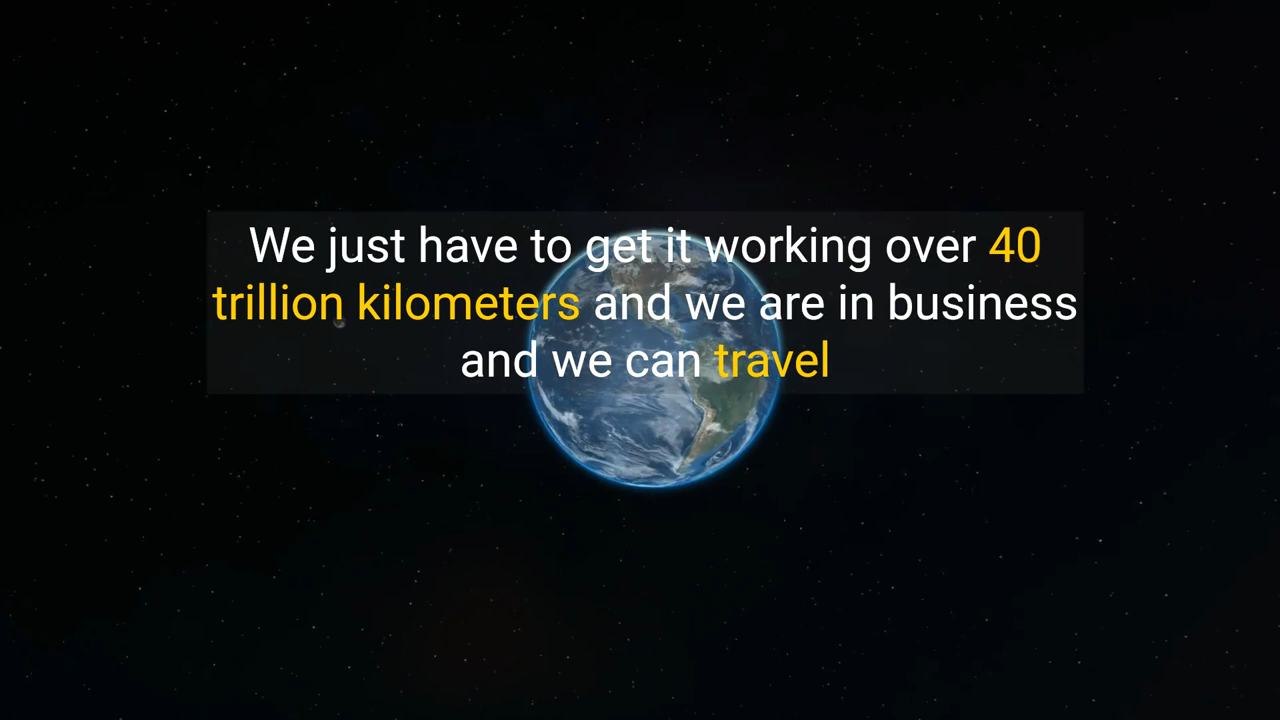 We just have to get it working over 40
trillion kilometers and we are in business
and we can travel